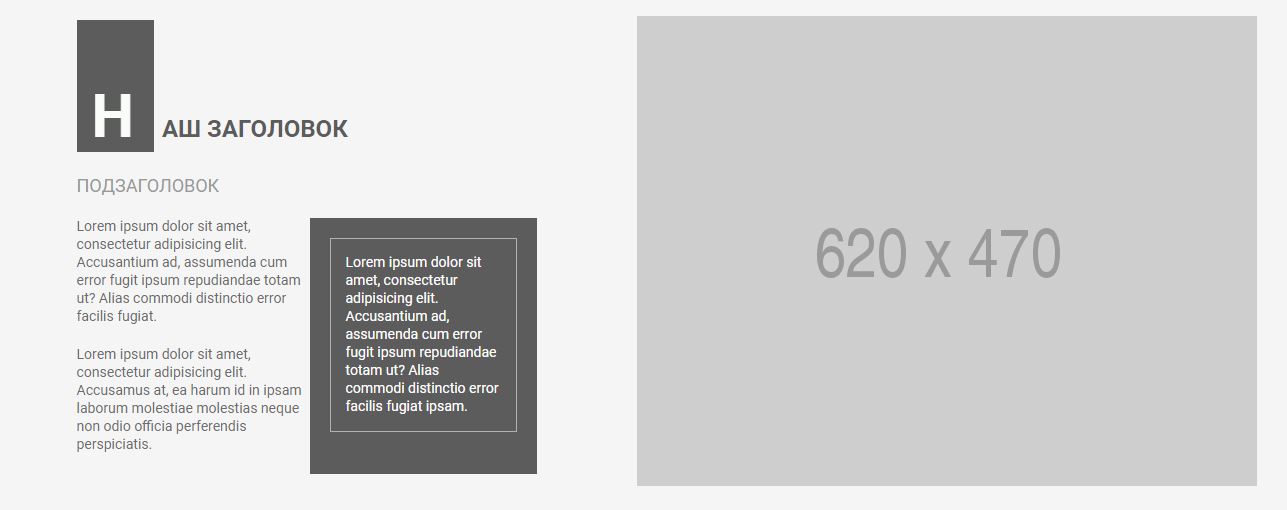 НАШ ЗАГОЛОВОК
ПОДЗАГОЛОВОК
Lorem ipsum dolor sit amet,
consectetur adipisicing elit.
Accusantium ad, assumenda cum
error fugit ipsum repudiandae totam
ut? Alias commodi distinctio error
facilis fugiat.
Lorem ipsum dolor sit amet,
consectetur adipisicing elit.
Accusamus at, ea harum id in ipsam
laborum molestiae molestias neque
non odio officia perferendis
perspiciatis.
Lorem ipsum dolor sit
amet, consectetur
adipisicing elit.
Accusantium ad,
assumenda cum error
fugit ipsum repudiandae
totam ut? Alias
commodi distinctio error
facilis fugiat ipsam.
620 x 470